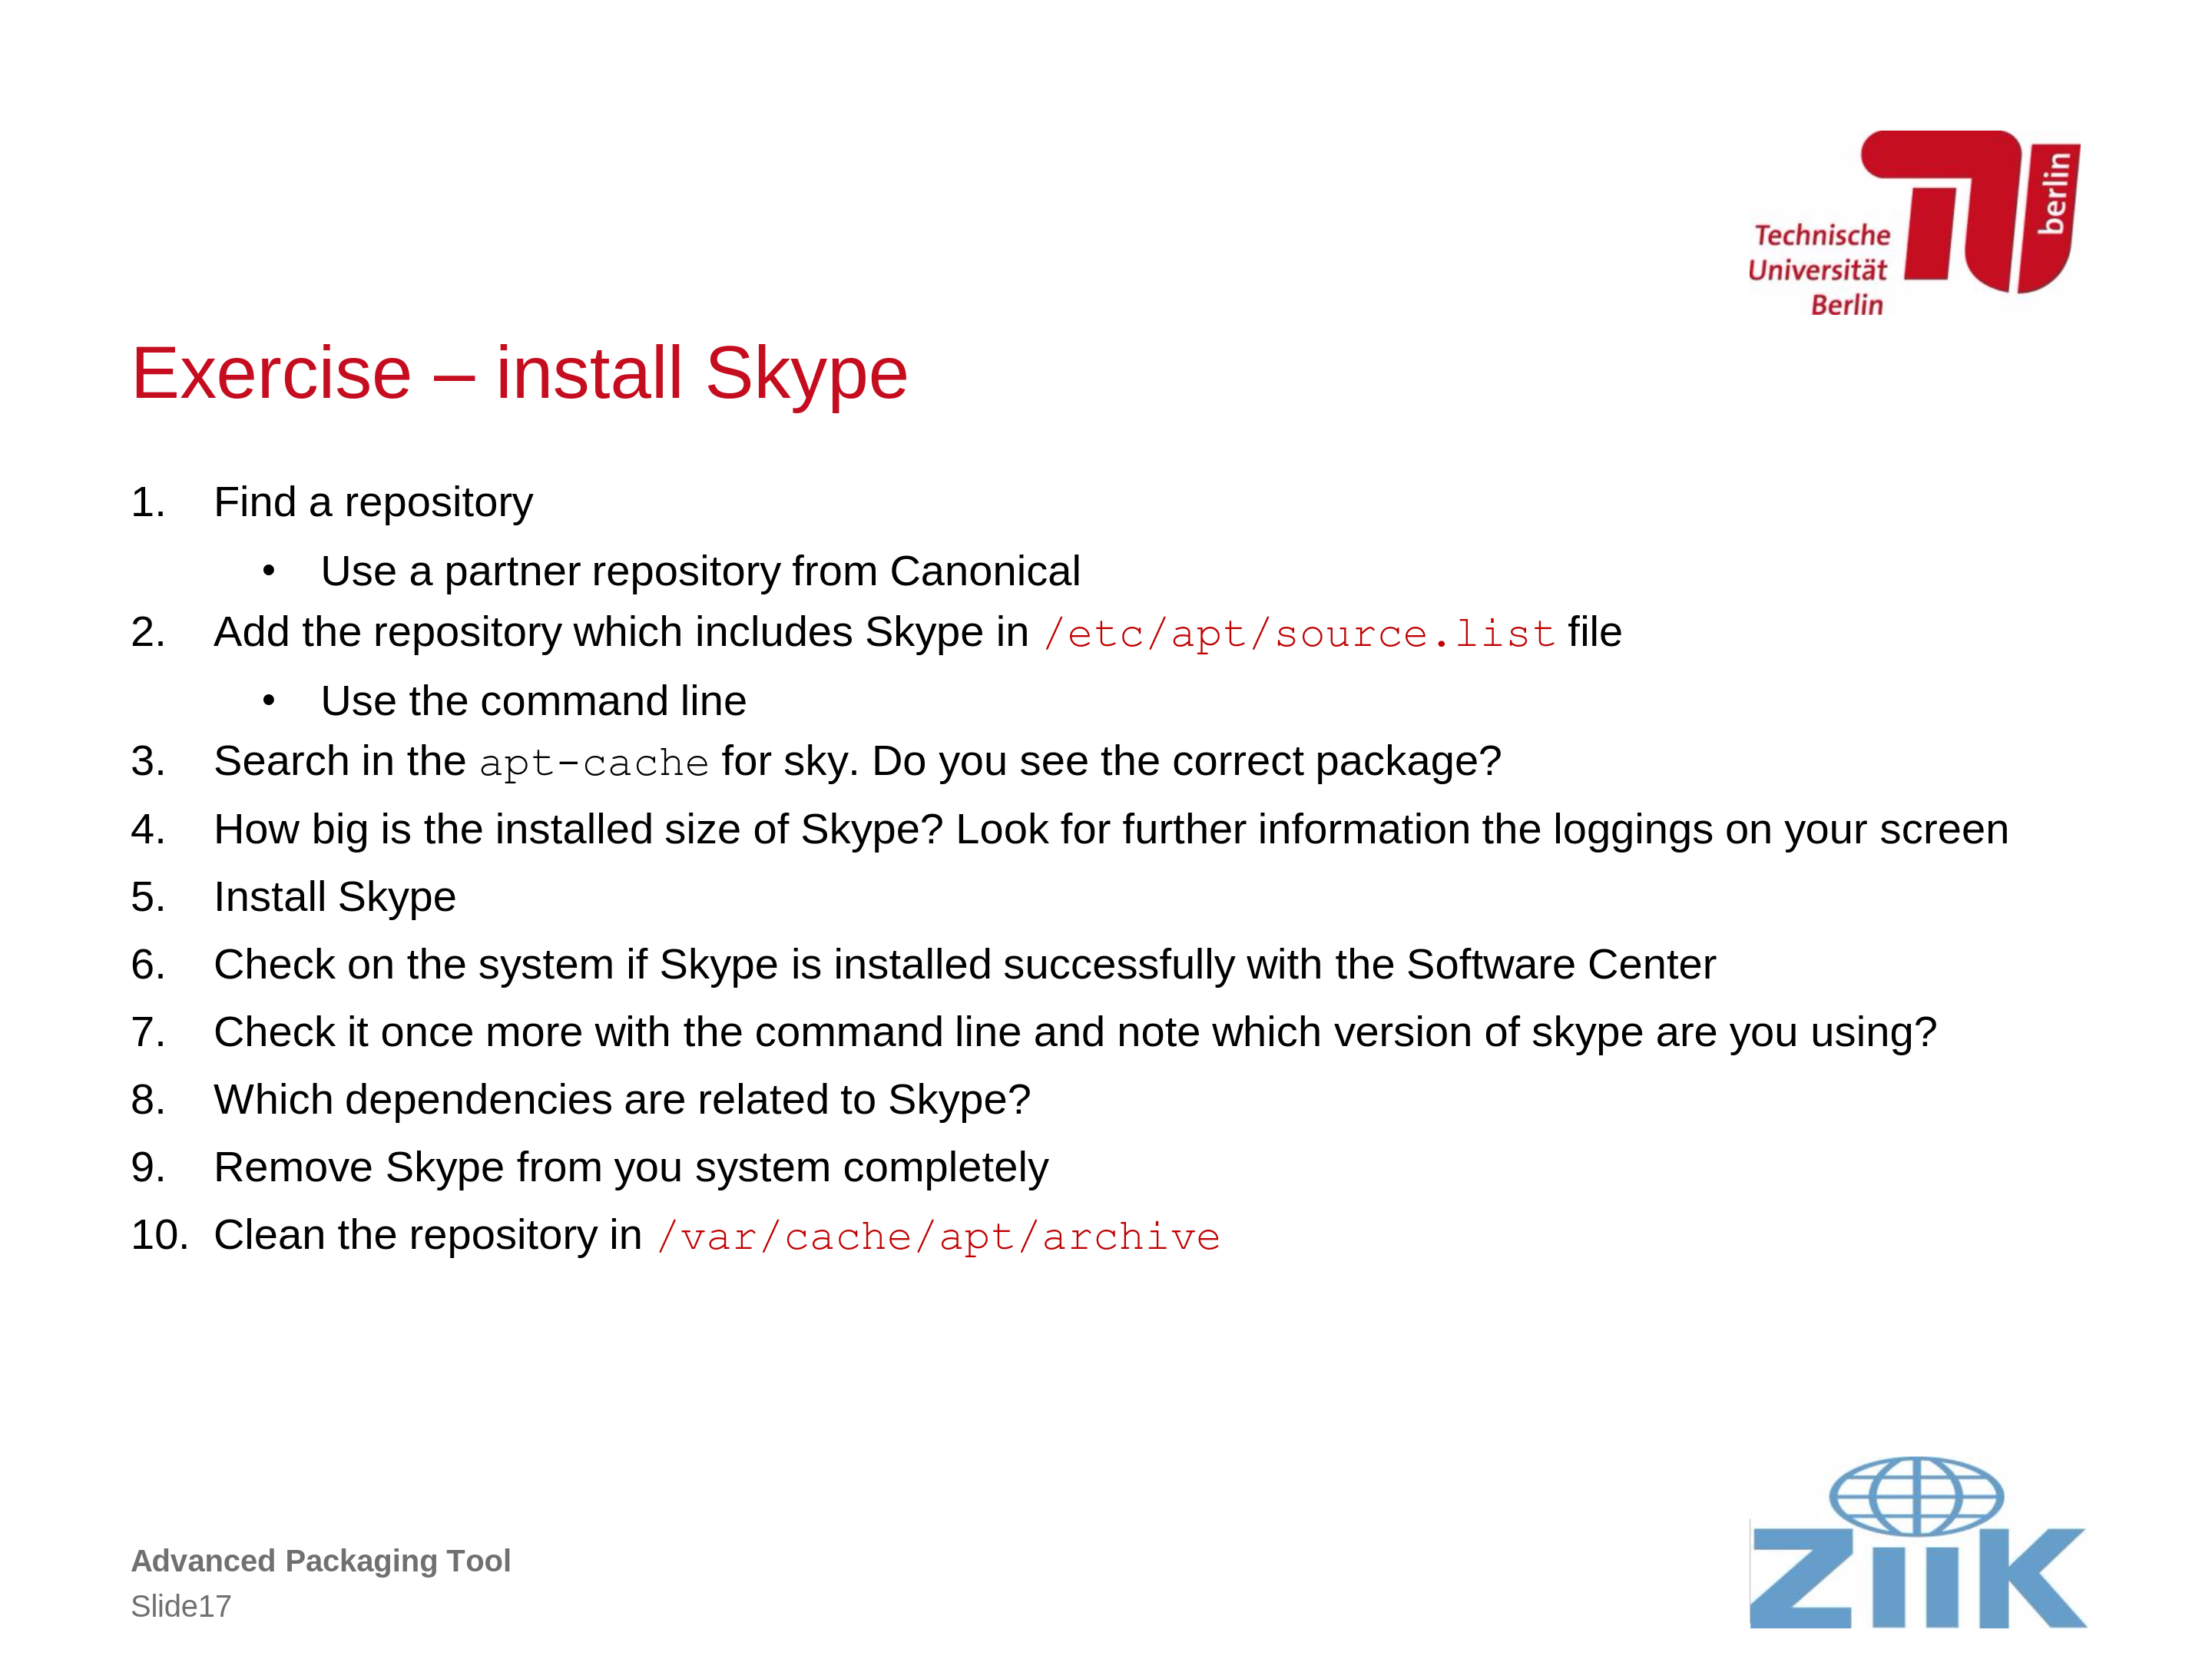 berlin
Technische
Universität
Berlin
Exercise – install Skype
1. Find a repository
• Use a partner repository from Canonical
2. Add the repository which includes Skype in /etc/apt/source.list file
• Use the command line
3. Search in the apt-cache for sky. Do you see the correct package?
4. How big is the installed size of Skype? Look for further information the loggings on your screen
5. Install Skype
6. Check on the system if Skype is installed successfully with the Software Center
7. Check it once more with the command line and note which version of skype are you using?
8. Which dependencies are related to Skype?
9. Remove Skype from you system completely
10. Clean the repository in /var/cache/apt/archive
Advanced Packaging Tool
Slide17
ZiiK